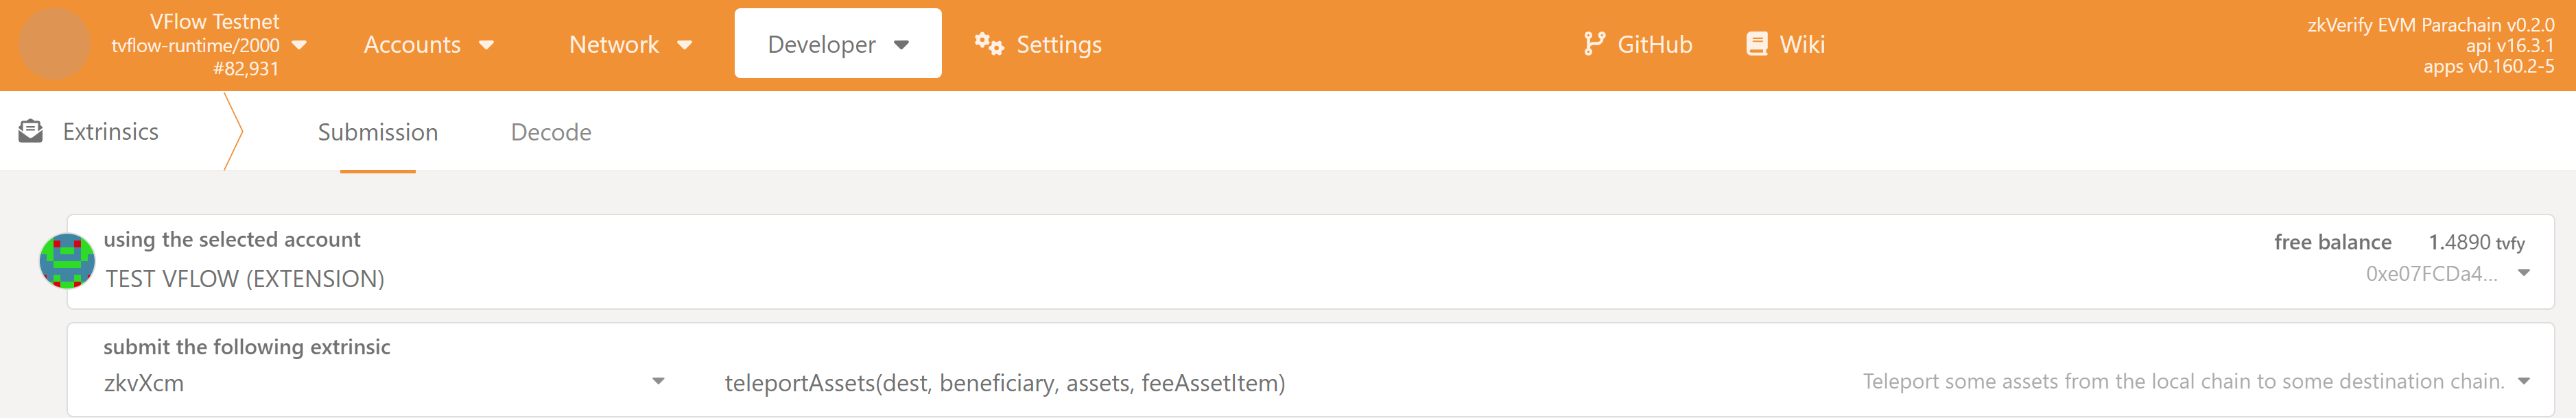 VFlow Testnet
tvflow-runtime/2000
#82,931
Accounts
Network
Developer
Settings
GitHub
Wiki
zkVerify EVM Parachain v0.2.0
api v16.3.1
apps v0.160.2-5
Extrinsics
Submission
Decode
using the selected account
TEST VFLOW (EXTENSION)
free balance 1.4890 tvfy
0xe07FCDa4...
submit the following extrinsic
zkvXcm
teleportAssets(dest, beneficiary, assets, feeAssetItem)
Teleport some assets from the local chain to some destination chain.